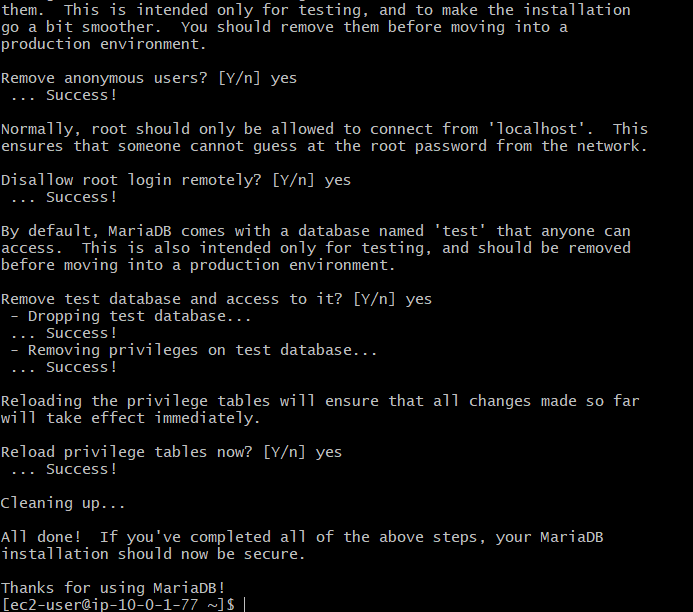 them.  This is intended only for testing, and to make the installation
go a bit smoother.  You should remove them before moving into a
production environment.
Remove anonymous users? [Y/n] yes
 ... Success!
Normally, root should only be allowed to connect from 'localhost'.  This
ensures that someone cannot guess at the root password from the network.
Disallow root login remotely? [Y/n] yes
 ... Success!
By default, MariaDB comes with a database named 'test' that anyone can
access.  This is also intended only for testing, and should be removed
before moving into a production environment.
Remove test database and access to it? [Y/n] yes
 - Dropping test database...
 ... Success!
 - Removing privileges on test database...
 ... Success!
Reloading the privilege tables will ensure that all changes made so far
will take effect immediately.
Reload privilege tables now? [Y/n] yes
 ... Success!
Cleaning up...
All done!  If you've completed all of the above steps, your MariaDB
installation should now be secure.
Thanks for using MariaDB!
[ec2-user@ip-10-0-1-77 ~]$